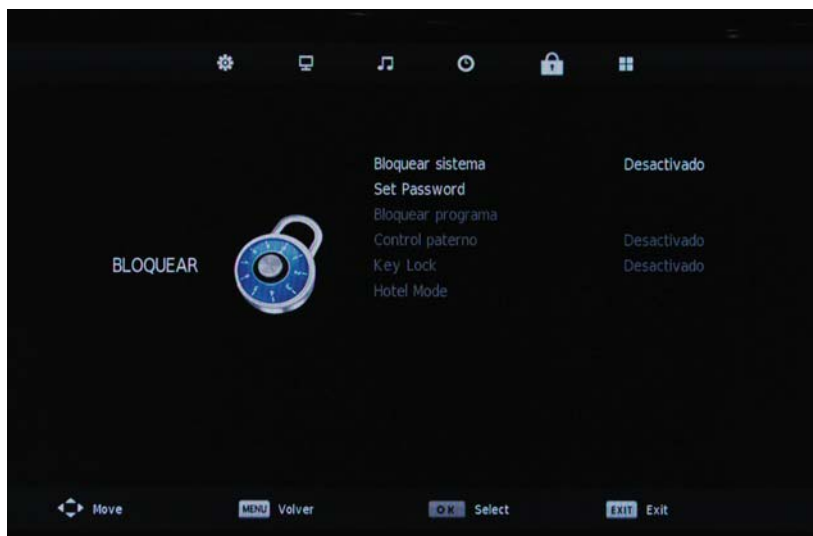 Bloquear sistema Desactivado
Set Password
Bloquear programa
Control paterno Desactivado
BLOQUEAR
Key Lock Desactivado
Hotel Mode
Move MENU Volver OK Select EXIT Exit